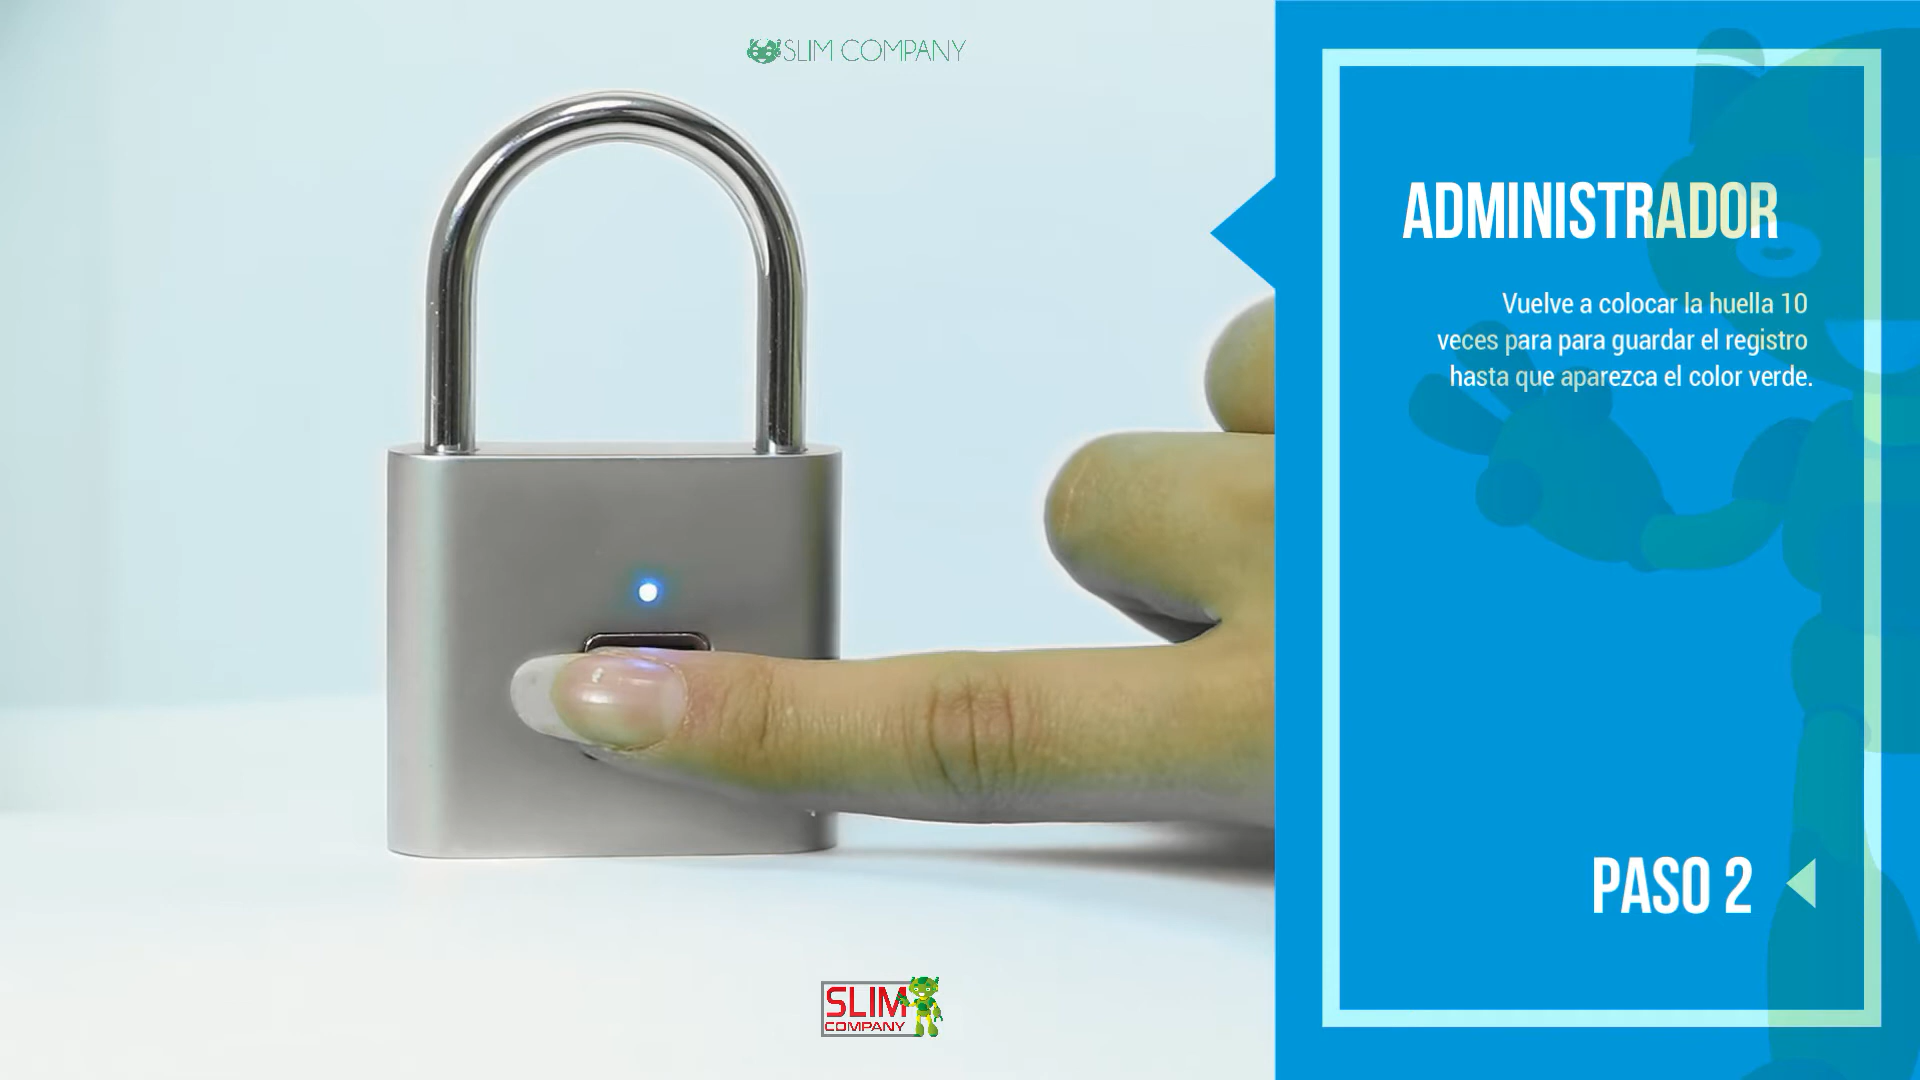 SLIM COMPANY
ADMINISTRADOR
Vuelve a colocar la huella 10
veces para para guardar el registro
hasta que aparezca el color verde.
PASO 2
SLIM
COMPANY